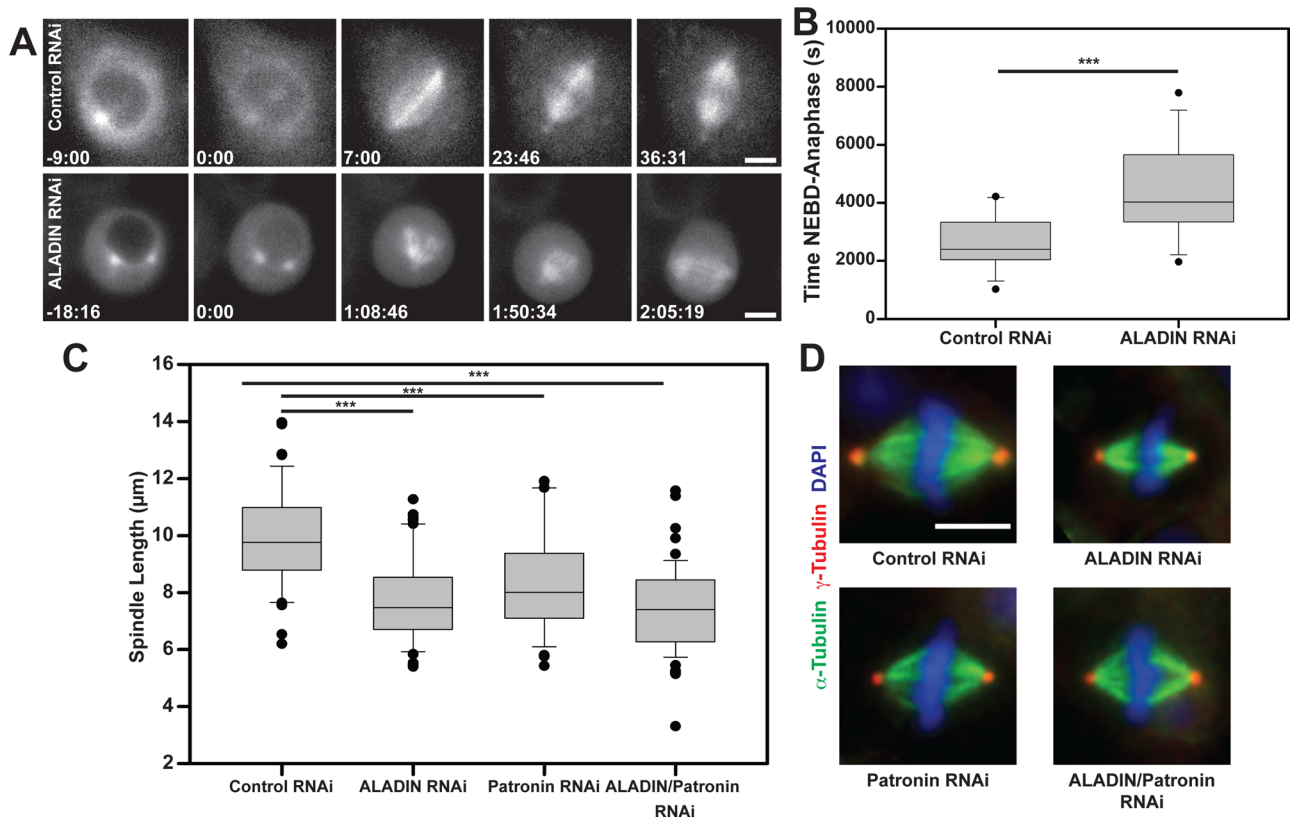 A
Control RNAi
-9:00
0:00
7:00
23:46
36:31
ALADIN RNAi
-18:16
0:00
1:08:46
1:50:34
2:05:19
B
Time NEBD-Anaphase (s)
10000
8000
6000
4000
2000
0
***
Control RNAi
ALADIN RNAi
C
Spindle Length (µm)
16
14
12
10
8
6
4
2
***
***
***
Control RNAi
ALADIN RNAi
Patronin RNAi
ALADIN/Patronin
RNAi
D
α-Tubulin γ-Tubulin DAPI
Control RNAi
ALADIN RNAi
Patronin RNAi
ALADIN/Patronin
RNAi